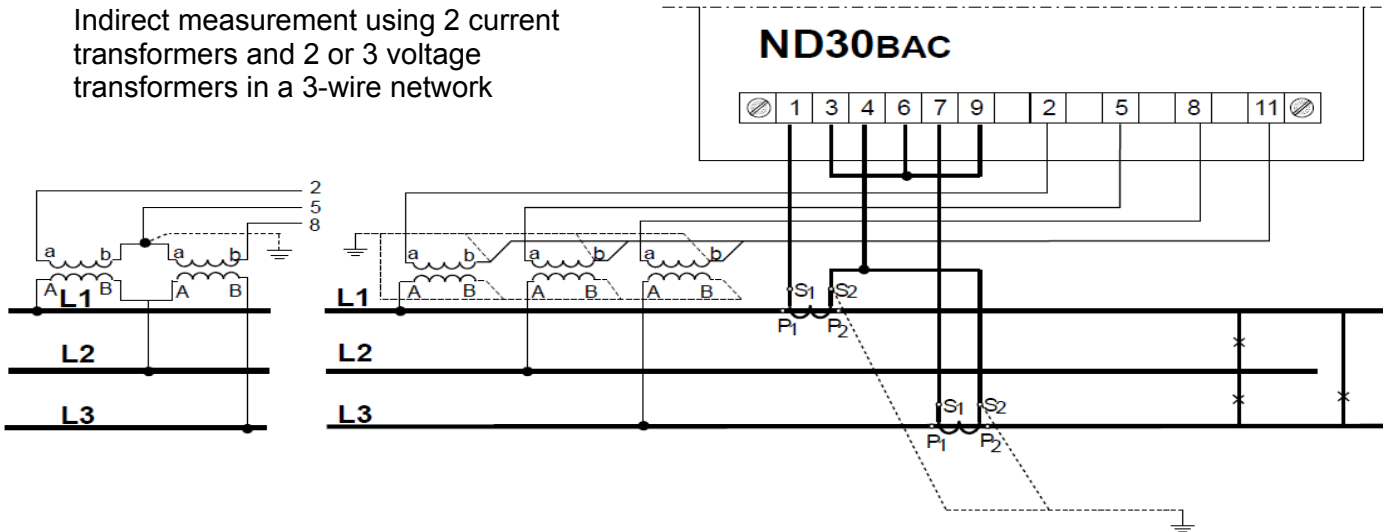 Indirect measurement using 2 current
transformers and 2 or 3 voltage
transformers in a 3-wire network
ND30BAC
1 3 4 6 7 9 2 5 8 11
2
5
8
a b a b
A B A B
a b a b a b
A B A B A B
L1
L1
S1 S2
P1 P2
L2
L2
L3
L3
S1 S2
P1 P2